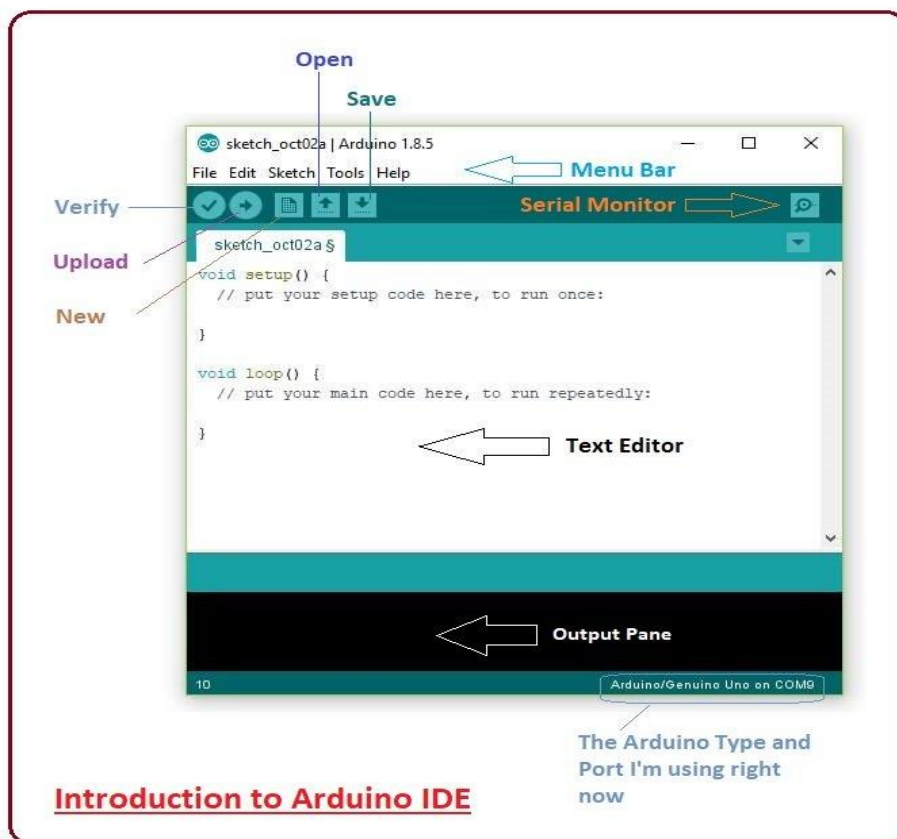 Open
Save
sketch_oct02a | Arduino 1.8.5
File Edit Sketch Tools Help
Menu Bar
Verify
Serial Monitor
Upload
sketch_oct02a §
New
void setup() {
// put your setup code here, to run once:
}
void loop() {
// put your main code here, to run repeatedly:
}
Text Editor
Output Pane
10
Arduino/Genuino Uno on COM9
The Arduino Type and
Port I'm using right
now
Introduction to Arduino IDE